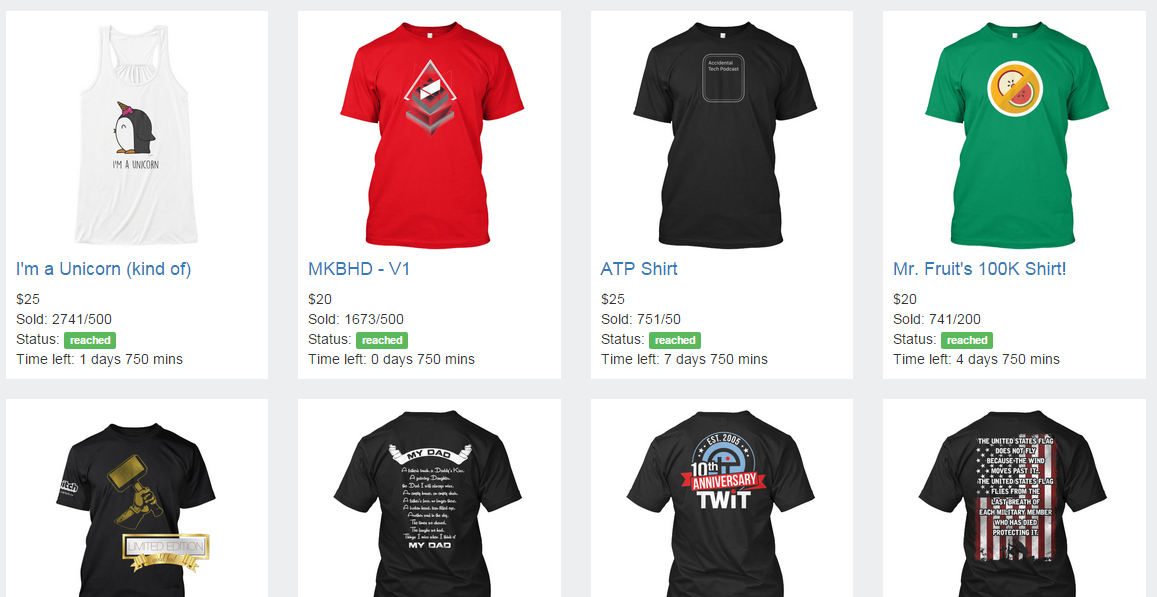 I'M A UNICORN
Accidental
Tech Podcast
I'm a Unicorn (kind of)
$25
Sold: 2741/500
Status: reached
Time left: 1 days 750 mins
MKBHD - V1
$20
Sold: 1673/500
Status: reached
Time left: 0 days 750 mins
ATP Shirt
$25
Sold: 751/50
Status: reached
Time left: 7 days 750 mins
Mr. Fruit's 100K Shirt!
$20
Sold: 741/200
Status: reached
Time left: 4 days 750 mins
LIMITED EDITION
MY DAD
A father's touch, a Daddy's Kiss,
A grieving Daughter,
the Dad I will always miss.
An empty house, an empty chair,
A father's love, no longer there.
A broken heart, tear filled eyes,
Another soul to the sky.
The times we shared,
The laughs we had,
Things I miss when I think of
MY DAD
EST. 2005
10th
ANNIVERSARY
TWiT
THE UNITED STATES FLAG
DOES NOT FLY
BECAUSE THE WIND
MOVES PAST IT..
THE UNITED STATES FLAG
FLIES FROM THE
LAST BREATH OF
EACH MILITARY MEMBER
WHO HAS DIED
PROTECTING IT.